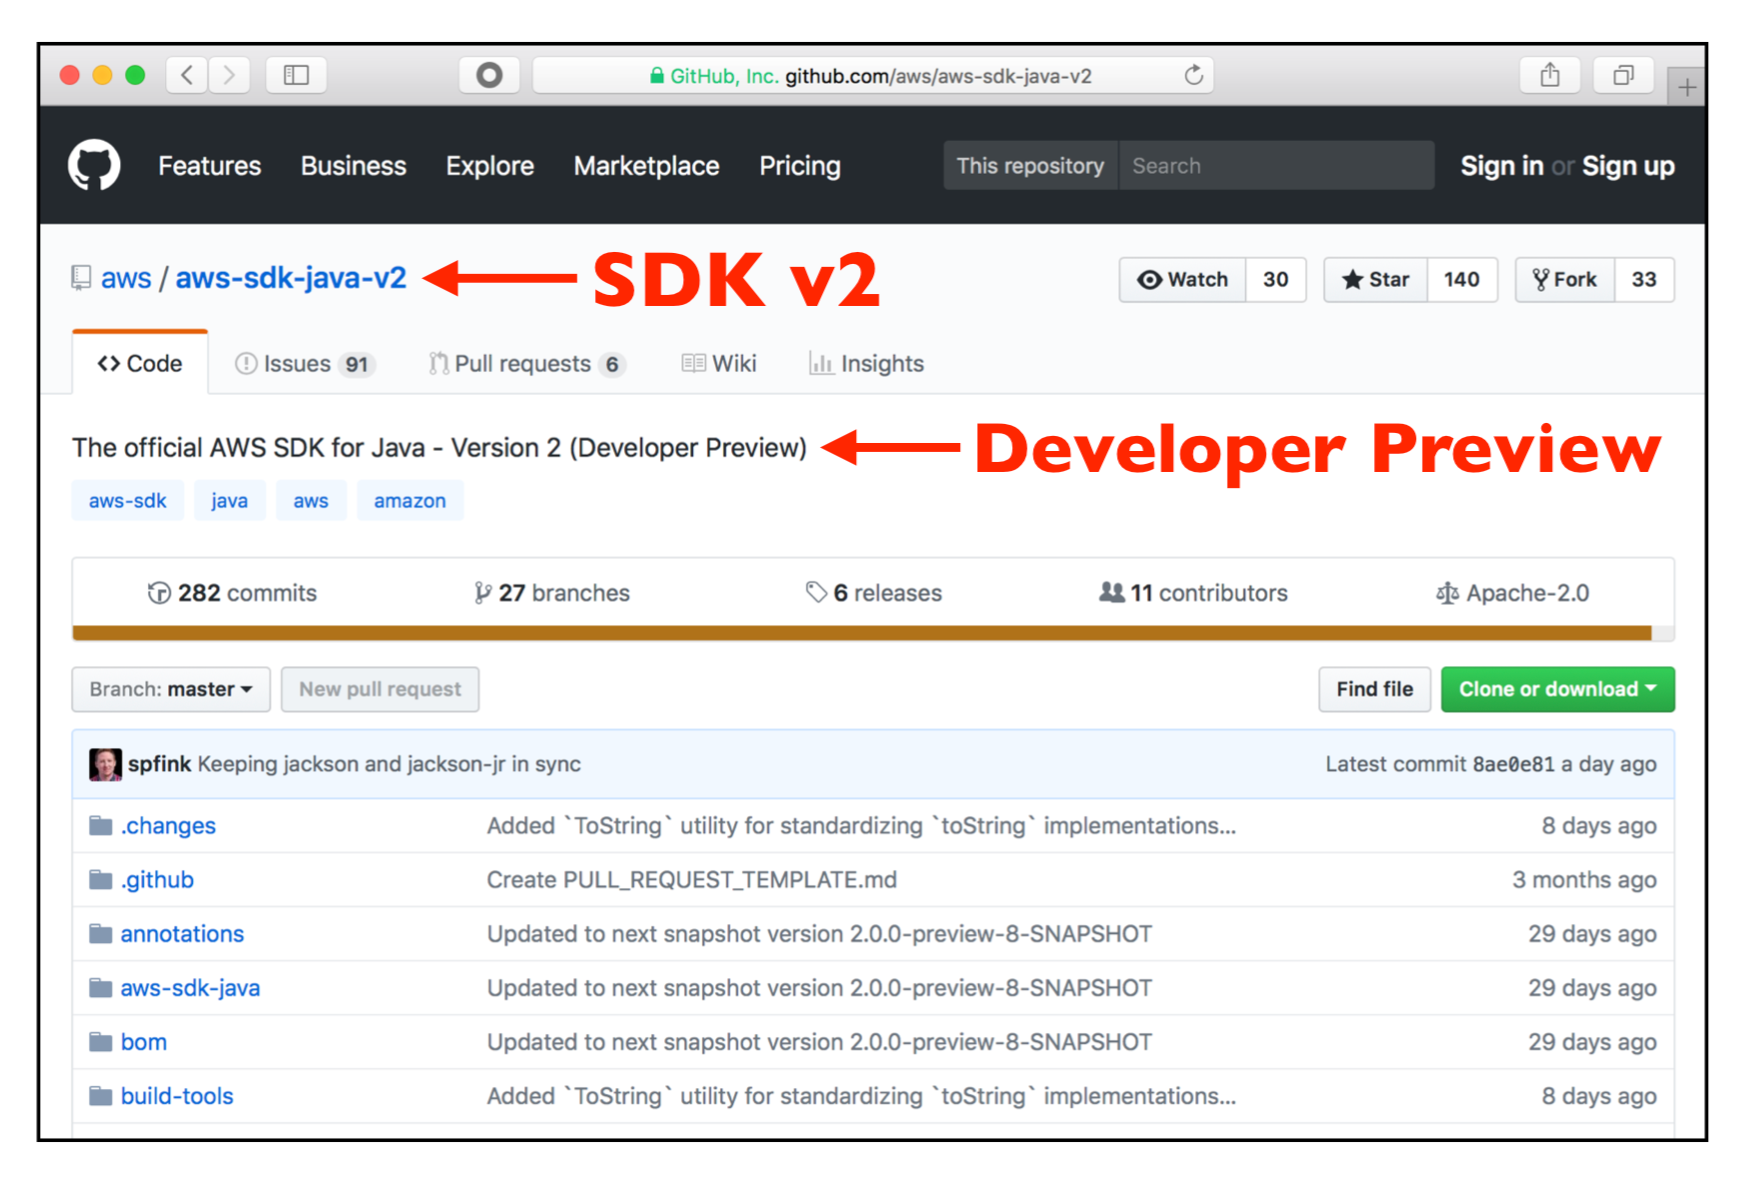 GitHub, Inc. github.com/aws/aws-sdk-java-v2
Features Business Explore Marketplace Pricing This repository Search Sign in or Sign up
aws / aws-sdk-java-v2 SDK v2 Watch 30 Star 140 Fork 33
Code Issues 91 Pull requests 6 Wiki Insights
The official AWS SDK for Java - Version 2 (Developer Preview) Developer Preview
aws-sdk java aws amazon
282 commits 27 branches 6 releases 11 contributors Apache-2.0
Branch: master New pull request Find file Clone or download
spfink Keeping jackson and jackson-jr in sync Latest commit 8ae0e81 a day ago
.changes Added `ToString` utility for standardizing `toString` implementations... 8 days ago
.github Create PULL_REQUEST_TEMPLATE.md 3 months ago
annotations Updated to next snapshot version 2.0.0-preview-8-SNAPSHOT 29 days ago
aws-sdk-java Updated to next snapshot version 2.0.0-preview-8-SNAPSHOT 29 days ago
bom Updated to next snapshot version 2.0.0-preview-8-SNAPSHOT 29 days ago
build-tools Added `ToString` utility for standardizing `toString` implementations... 8 days ago